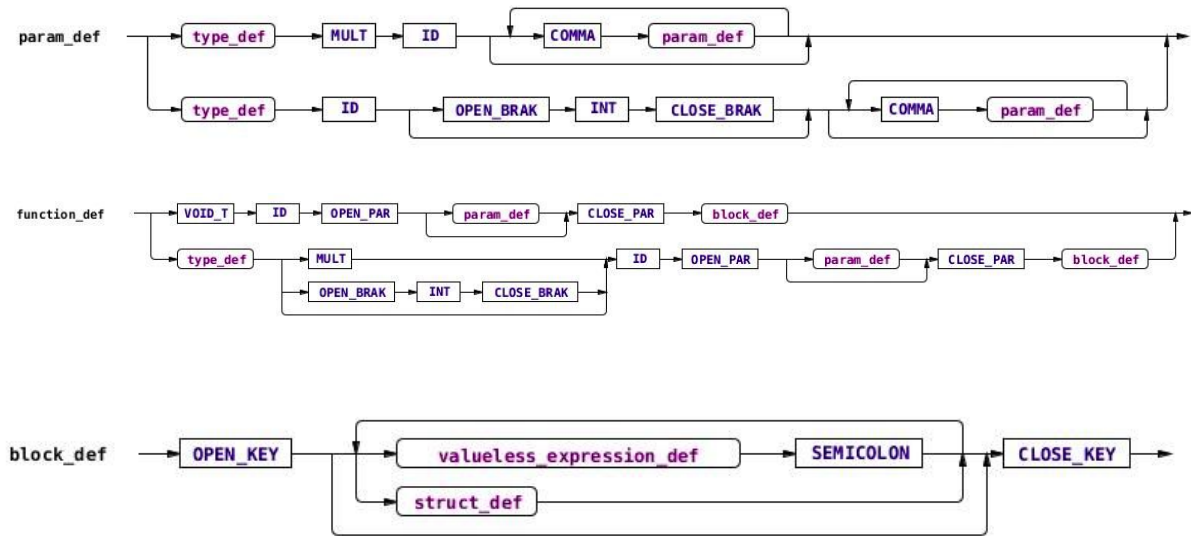 param_def type_def MULT ID COMMA param_def
type_def ID OPEN_BRAK INT CLOSE_BRAK COMMA param_def
function_def VOID_T ID OPEN_PAR param_def CLOSE_PAR block_def
type_def MULT ID OPEN_PAR param_def CLOSE_PAR block_def
OPEN_BRAK INT CLOSE_BRAK
block_def OPEN_KEY valueless_expression_def SEMICOLON CLOSE_KEY
struct_def